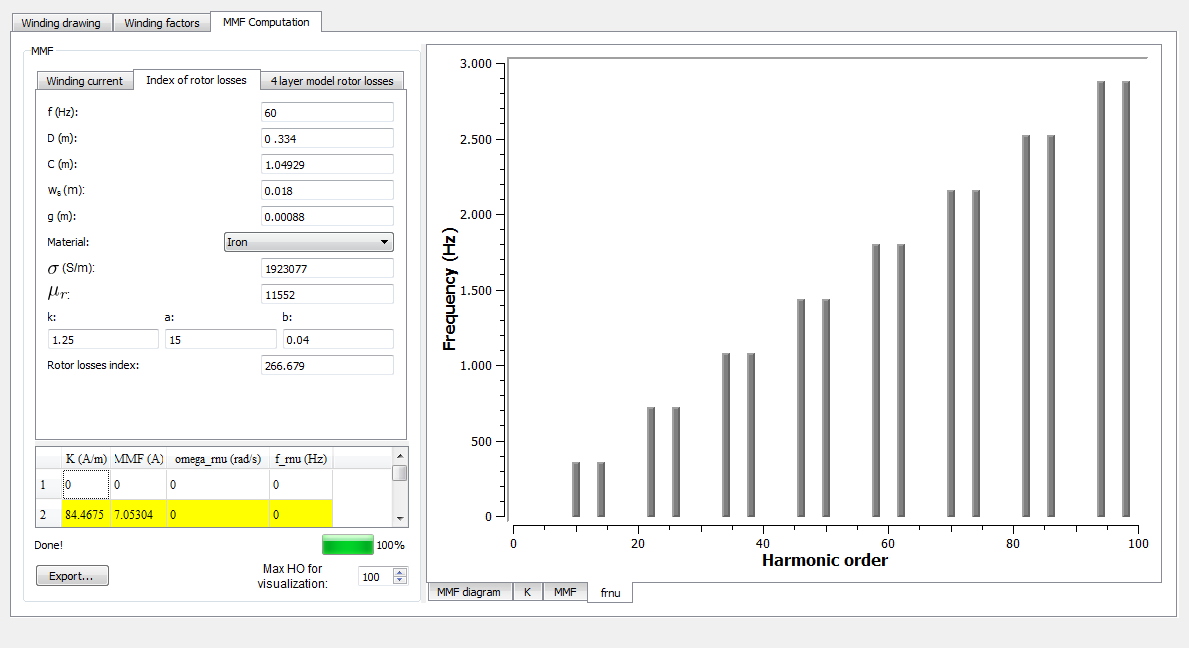 Winding drawing Winding factors MMF Computation
MMF
Winding current Index of rotor losses 4 layer model rotor losses
f (Hz): 60
D (m): 0 .334
C (m): 1.04929
ws (m): 0.018
g (m): 0.00088
Material: Iron
σ (S/m): 1923077
μr: 11552
k: a: b:
1.25 15 0.04
Rotor losses index: 266.679
K (A/m) MMF (A) omega_rnu (rad/s) f_rnu (Hz)
1 0 0 0 0
2 84.4675 7.05304 0 0
Done! 100%
Export... Max HO for visualization: 100
Frequency (Hz)
3.000
2.500
2.000
1.500
1.000
500
0
0 20 40 60 80 100
Harmonic order
MMF diagram K MMF frnu